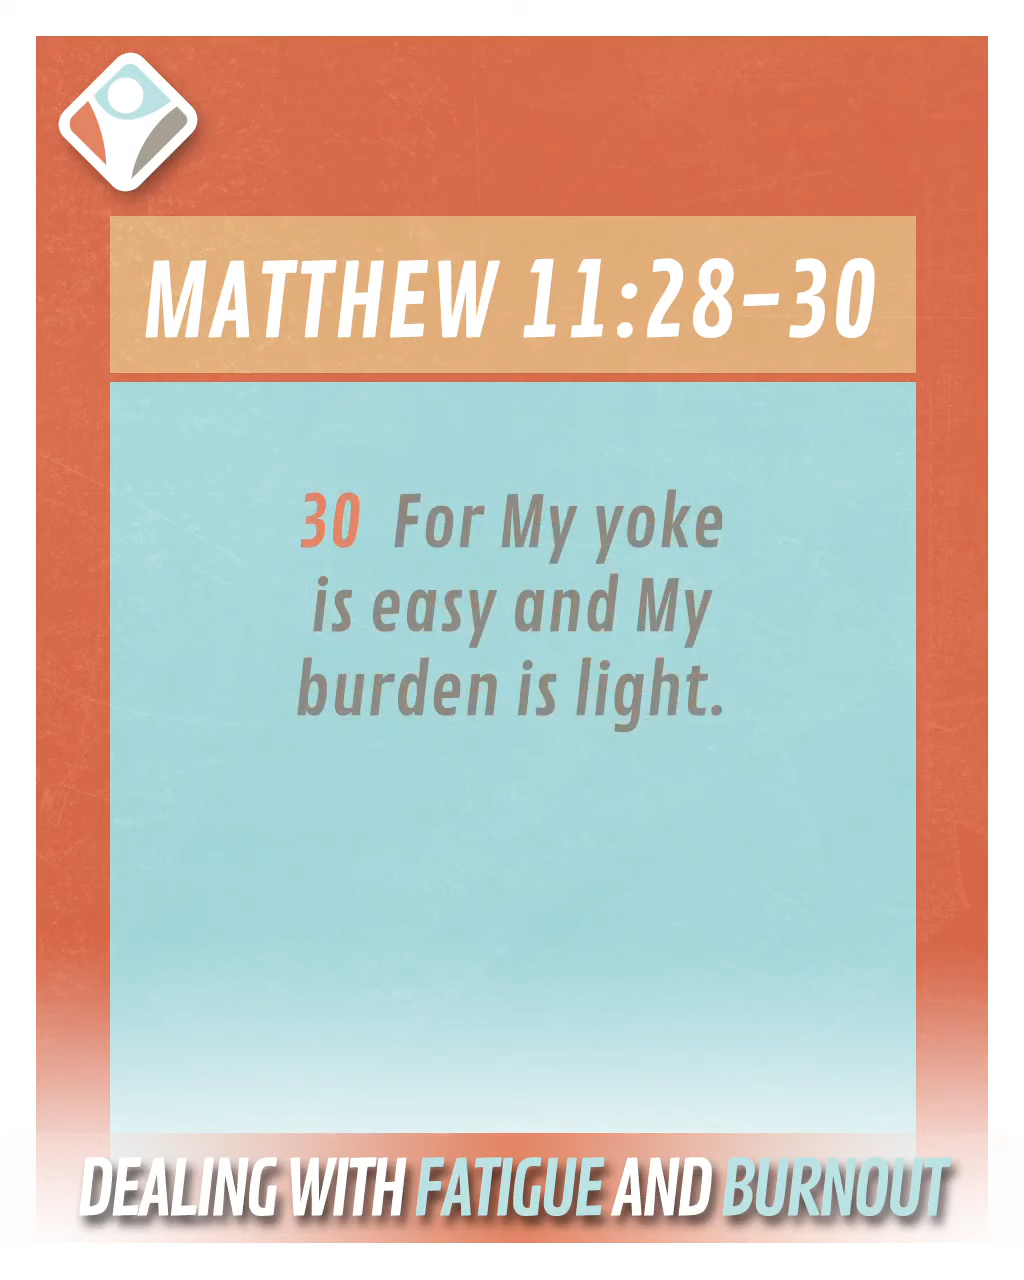 MATTHEW 11:28-30
30 For My yoke
is easy and My
burden is light.
DEALING WITH FATIGUE AND BURNOUT